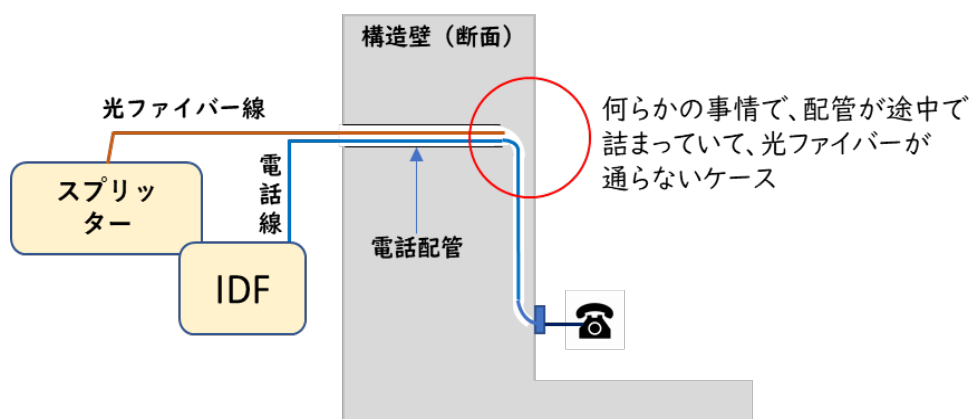 構造壁（断面）
光ファイバー線
何らかの事情で、配管が途中で
詰まっていて、光ファイバーが
通らないケース
スプリッ
ター
電話線
電話配管
IDF